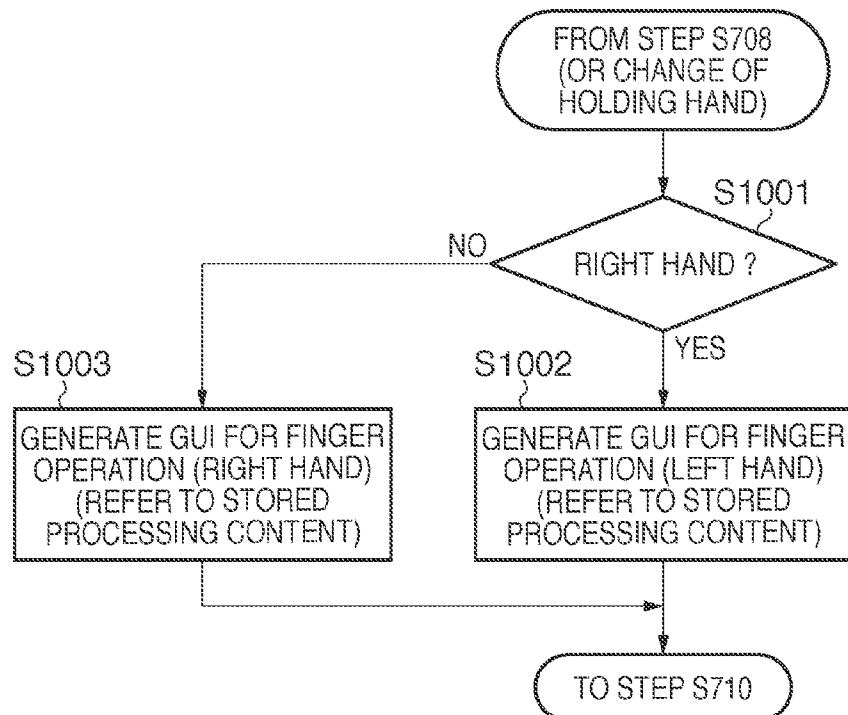 FROM STEP S708
(OR CHANGE OF
HOLDING HAND)
S1001
NO
RIGHT HAND ?
YES
S1003
S1002
GENERATE GUI FOR FINGER
OPERATION (RIGHT HAND)
(REFER TO STORED
PROCESSING CONTENT)
GENERATE GUI FOR FINGER
OPERATION (LEFT HAND)
(REFER TO STORED
PROCESSING CONTENT)
TO STEP S710